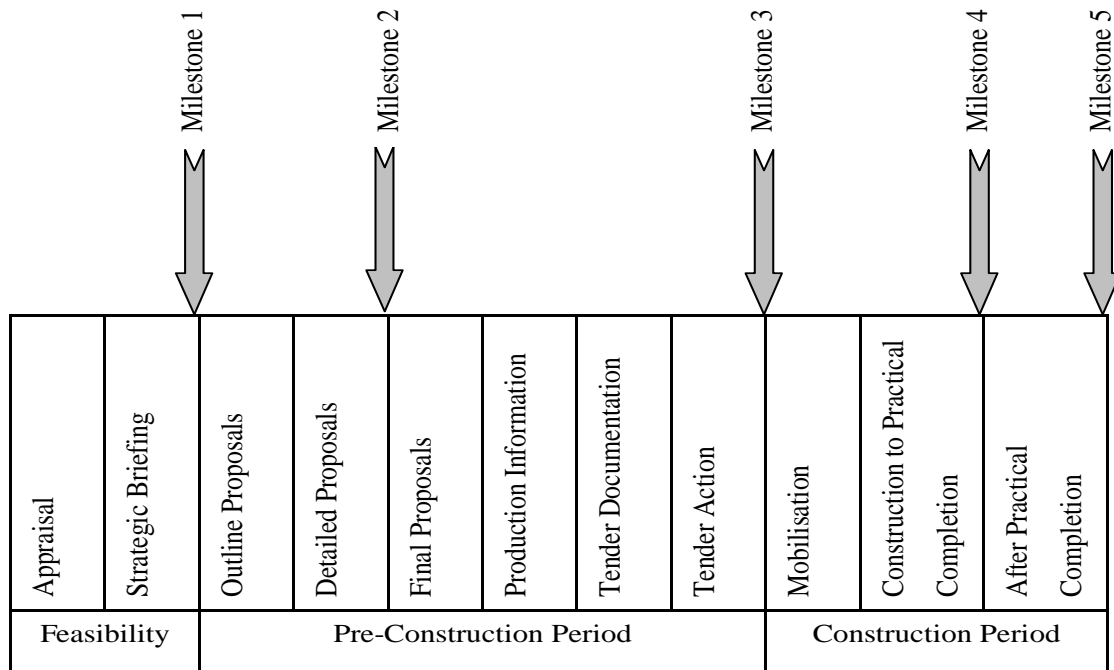 Milestone 1
Milestone 2
Milestone 3
Milestone 4
Milestone 5
Appraisal
Strategic Briefing
Outline Proposals
Detailed Proposals
Final Proposals
Production Information
Tender Documentation
Tender Action
Mobilisation
Construction to Practical
Completion
After Practical
Completion
Feasibility
Pre-Construction Period
Construction Period